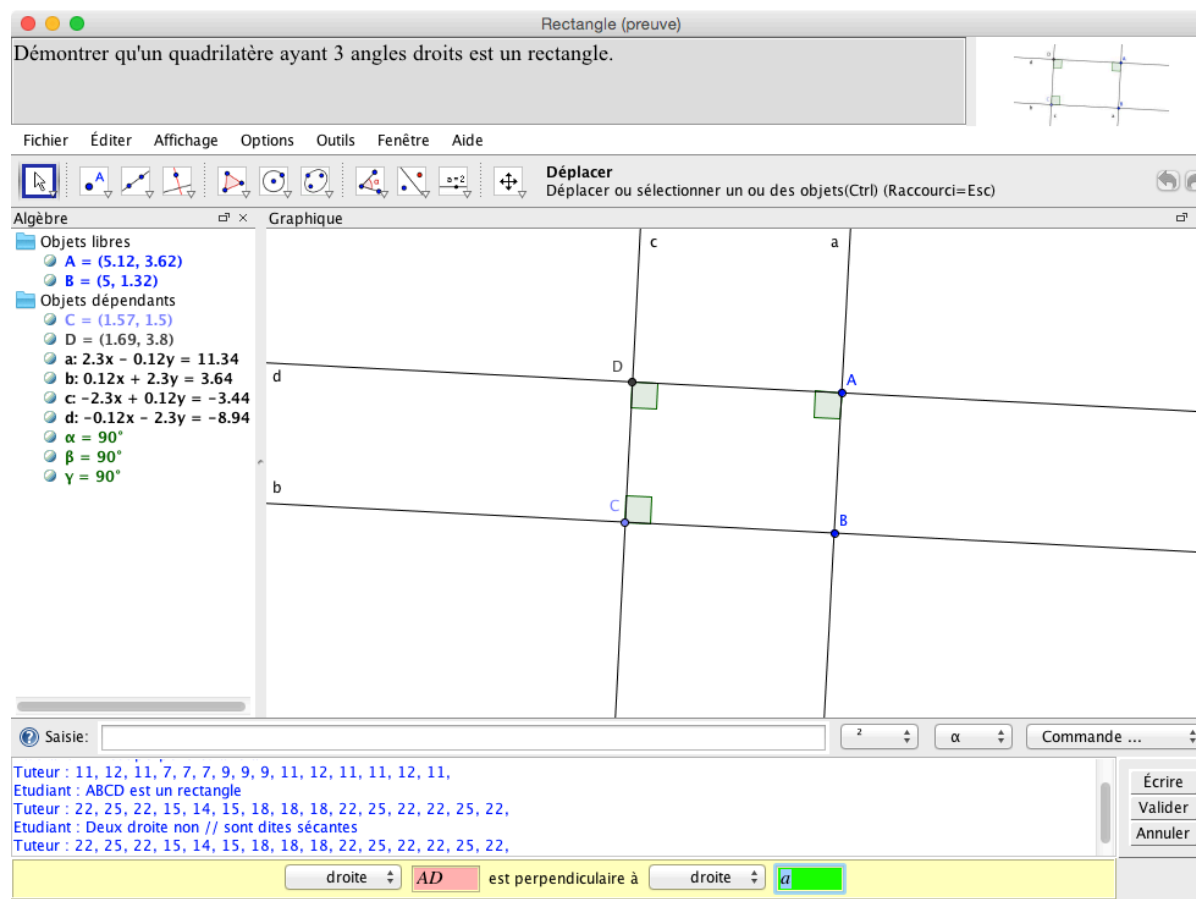 Rectangle (preuve)
Démontrer qu'un quadrilatère ayant 3 angles droits est un rectangle.
Fichier Éditer Affichage Options Outils Fenêtre Aide
Déplacer
Déplacer ou sélectionner un ou des objets(Ctrl) (Raccourci=Esc)
Algèbre
Graphique
Objets libres
A = (5.12, 3.62)
B = (5, 1.32)
Objets dépendants
C = (1.57, 1.5)
D = (1.69, 3.8)
a: 2.3x − 0.12y = 11.34
b: 0.12x + 2.3y = 3.64
c: −2.3x + 0.12y = −3.44
d: −0.12x − 2.3y = −8.94
α = 90°
β = 90°
γ = 90°
c a
D A
d
b
C B
Saisie: ² α Commande ...
Tuteur : 11, 12, 11, 7, 7, 7, 9, 9, 9, 11, 12, 11, 11, 12, 11,
Etudiant : ABCD est un rectangle
Tuteur : 22, 25, 22, 15, 14, 15, 18, 18, 18, 22, 25, 22, 22, 25, 22,
Etudiant : Deux droite non // sont dites sécantes
Tuteur : 22, 25, 22, 15, 14, 15, 18, 18, 18, 22, 25, 22, 22, 25, 22,
Écrire
Valider
Annuler
droite AD est perpendiculaire à droite a